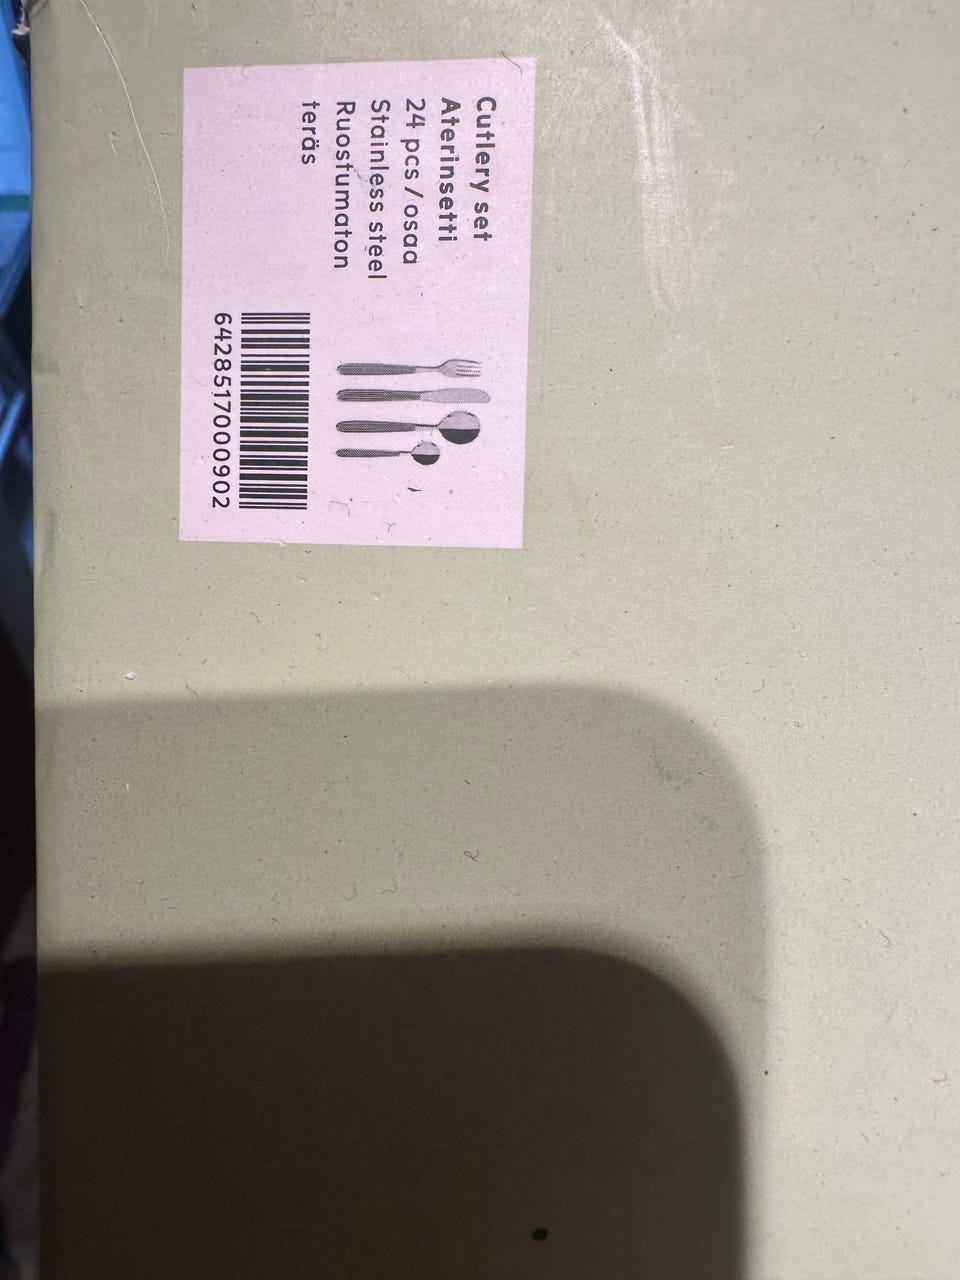 Cutlery set
Aterinsetti
24 pcs / osaa
Stainless steel
Ruostumaton
teräs
6428517000902